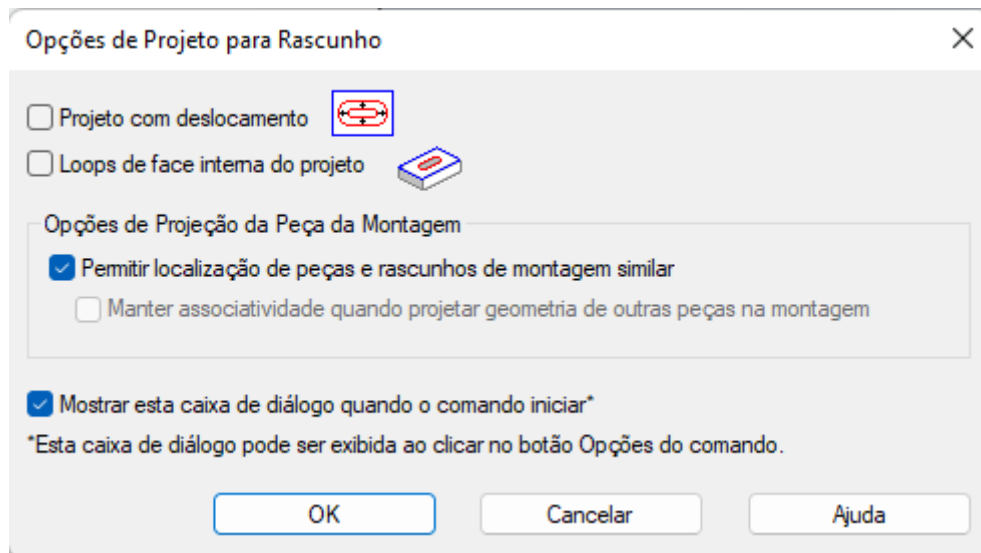 Opções de Projeto para Rascunho
Projeto com deslocamento
Loops de face interna do projeto
Opções de Projeção da Peça da Montagem
Permitir localização de peças e rascunhos de montagem similar
Manter associatividade quando projetar geometria de outras peças na montagem
Mostrar esta caixa de diálogo quando o comando iniciar*
*Esta caixa de diálogo pode ser exibida ao clicar no botão Opções do comando.
OK Cancelar Ajuda